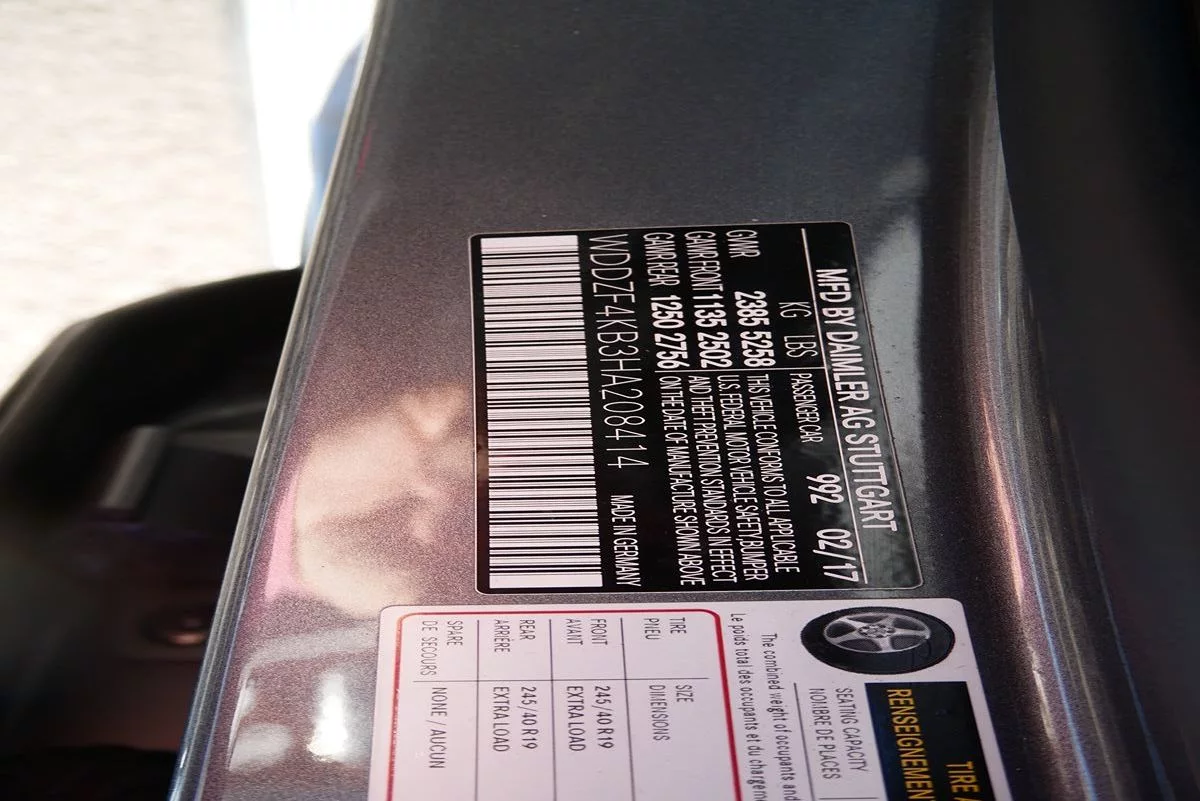 MFD BY DAIMLER AG STUTTGART
992 02/17
KG LBS PASSENGER CAR
GVWR 2385 5258 THIS VEHICLE CONFORMS TO ALL APPLICABLE
GAWR FRONT 1135 2502 U.S. FEDERAL MOTOR VEHICLE SAFETY, BUMPER
GAWR REAR 1250 2756 AND THEFT PREVENTION STANDARDS IN EFFECT
ON THE DATE OF MANUFACTURE SHOWN ABOVE
WDDZF4KB3HA208414 MADE IN GERMANY
TIRE
SEATING CAPACITY
NOMBRE DE PLACES
The combined weight of occupants and
Le poids total des occupants et du
TIRE SIZE
PNEU DIMENSIONS
FRONT 245/40 R19
AVANT EXTRA LOAD
REAR 245/40 R19
ARRIÈRE EXTRA LOAD
SPARE NONE / AUCUN
DE SECOURS